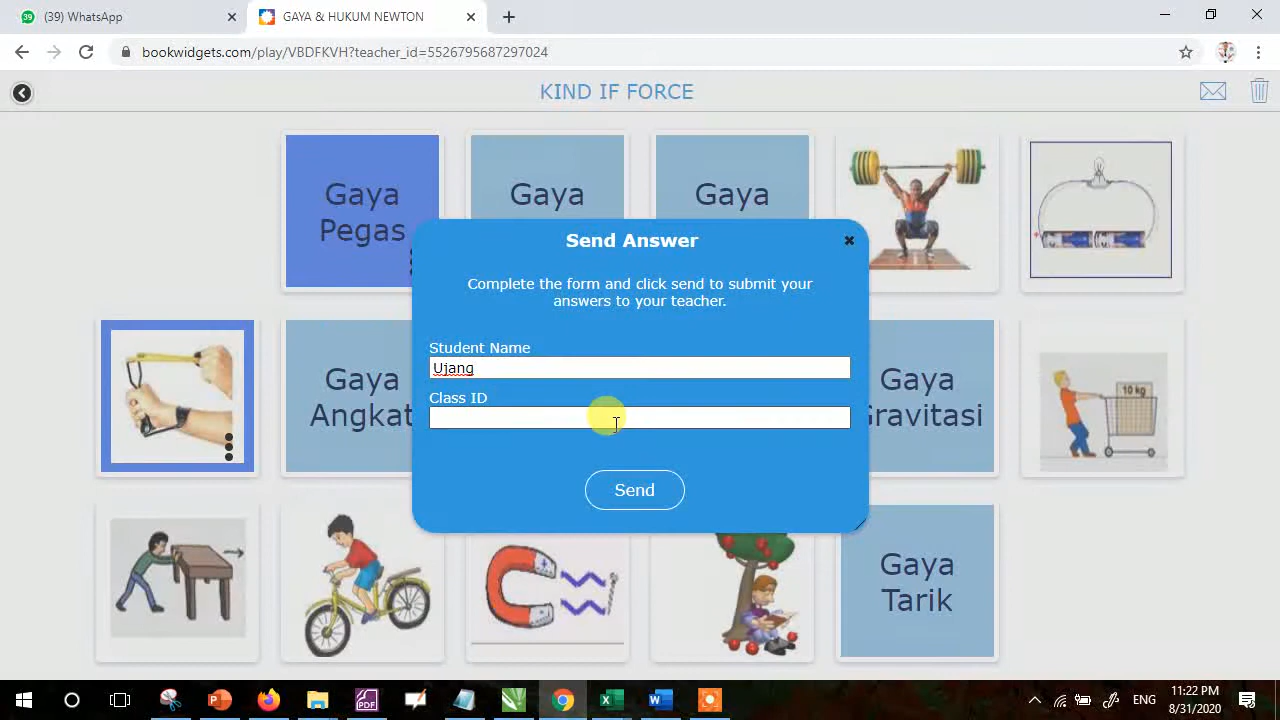 (39) WhatsApp
GAYA & HUKUM NEWTON
bookwidgets.com/play/VBDFKVH?teacher_id=5526795687297024
KIND IF FORCE
Gaya
Pegas
Gaya
Gaya
Send Answer
Complete the form and click send to submit your
answers to your teacher.
Student Name
Ujang
Class ID
Send
Gaya
Angkat
Gaya
Gravitasi
10 kg
Gaya
Tarik
ENG
11:22 PM
8/31/2020